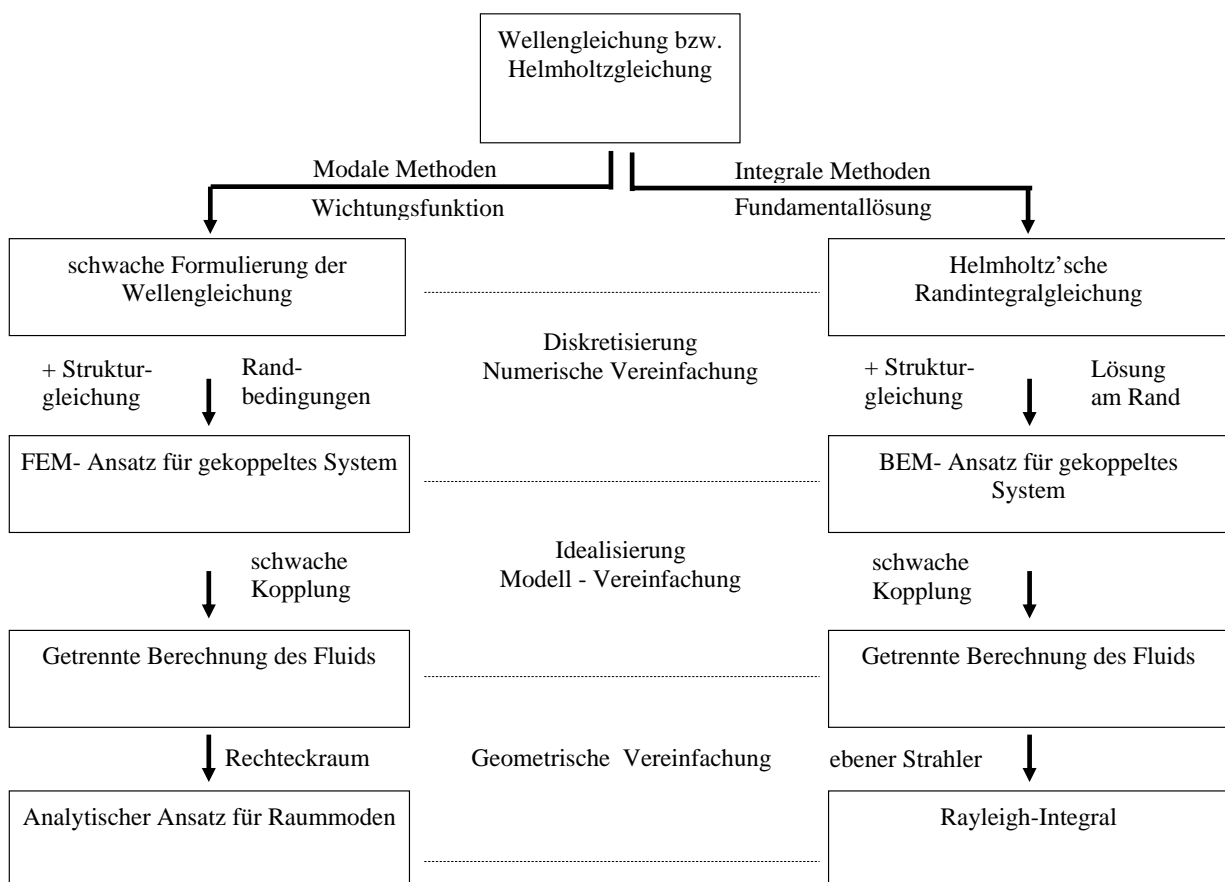 Wellengleichung bzw.
Helmholtzgleichung
Modale Methoden
Integrale Methoden
Wichtungsfunktion
Fundamentallösung
schwache Formulierung der
Wellengleichung
Helmholtz’sche
Randintegralgleichung
Diskretisierung
Numerische Vereinfachung
+ Struktur-
gleichung
Rand-
bedingungen
+ Struktur-
gleichung
Lösung
am Rand
FEM- Ansatz für gekoppeltes System
BEM- Ansatz für gekoppeltes
System
schwache
Kopplung
Idealisierung
Modell - Vereinfachung
schwache
Kopplung
Getrennte Berechnung des Fluids
Getrennte Berechnung des Fluids
Rechteckraum
Geometrische Vereinfachung
ebener Strahler
Analytischer Ansatz für Raummoden
Rayleigh-Integral